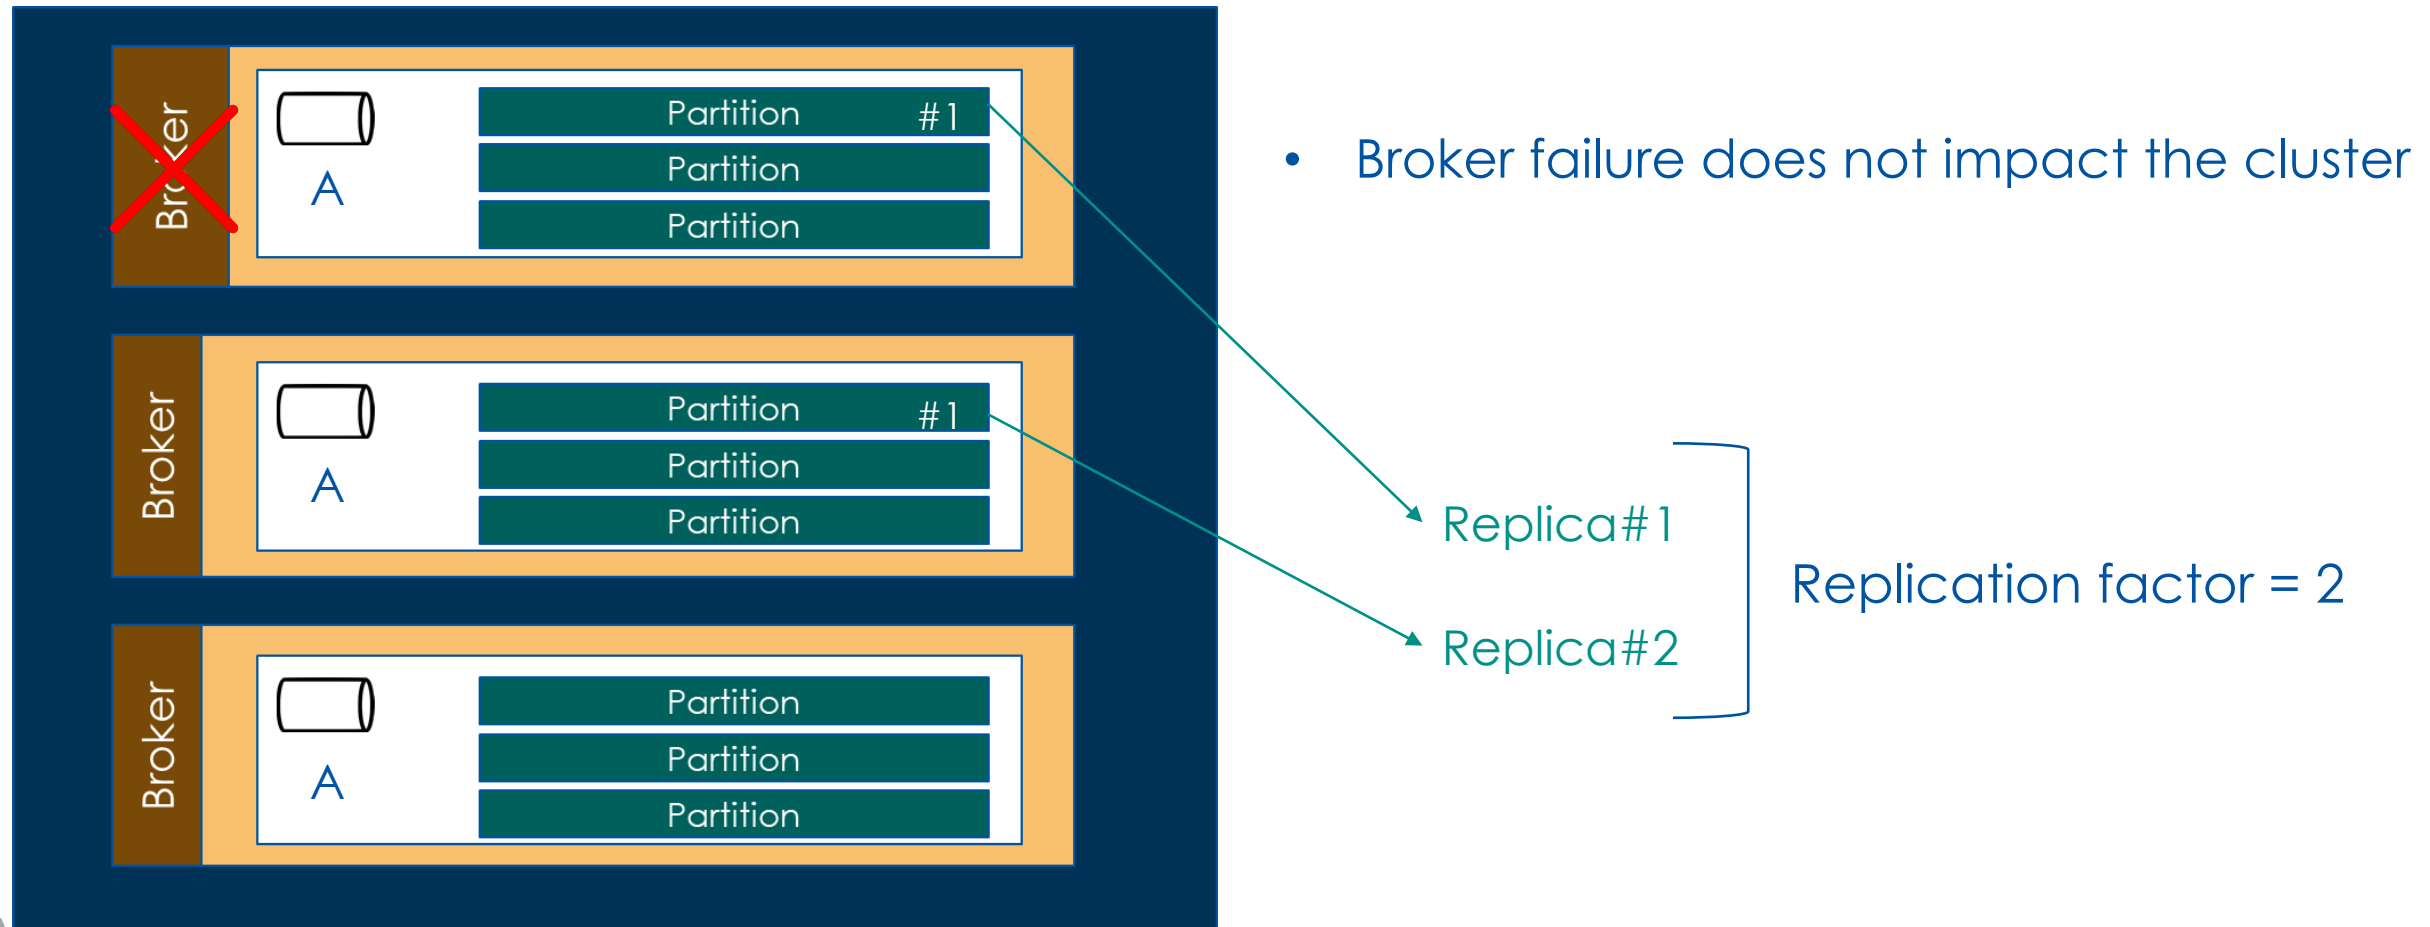 Broker
A
Partition #1
Partition
Partition
Broker
A
Partition #1
Partition
Partition
Broker
A
Partition
Partition
Partition
• Broker failure does not impact the cluster
Replica#1
Replica#2
Replication factor = 2